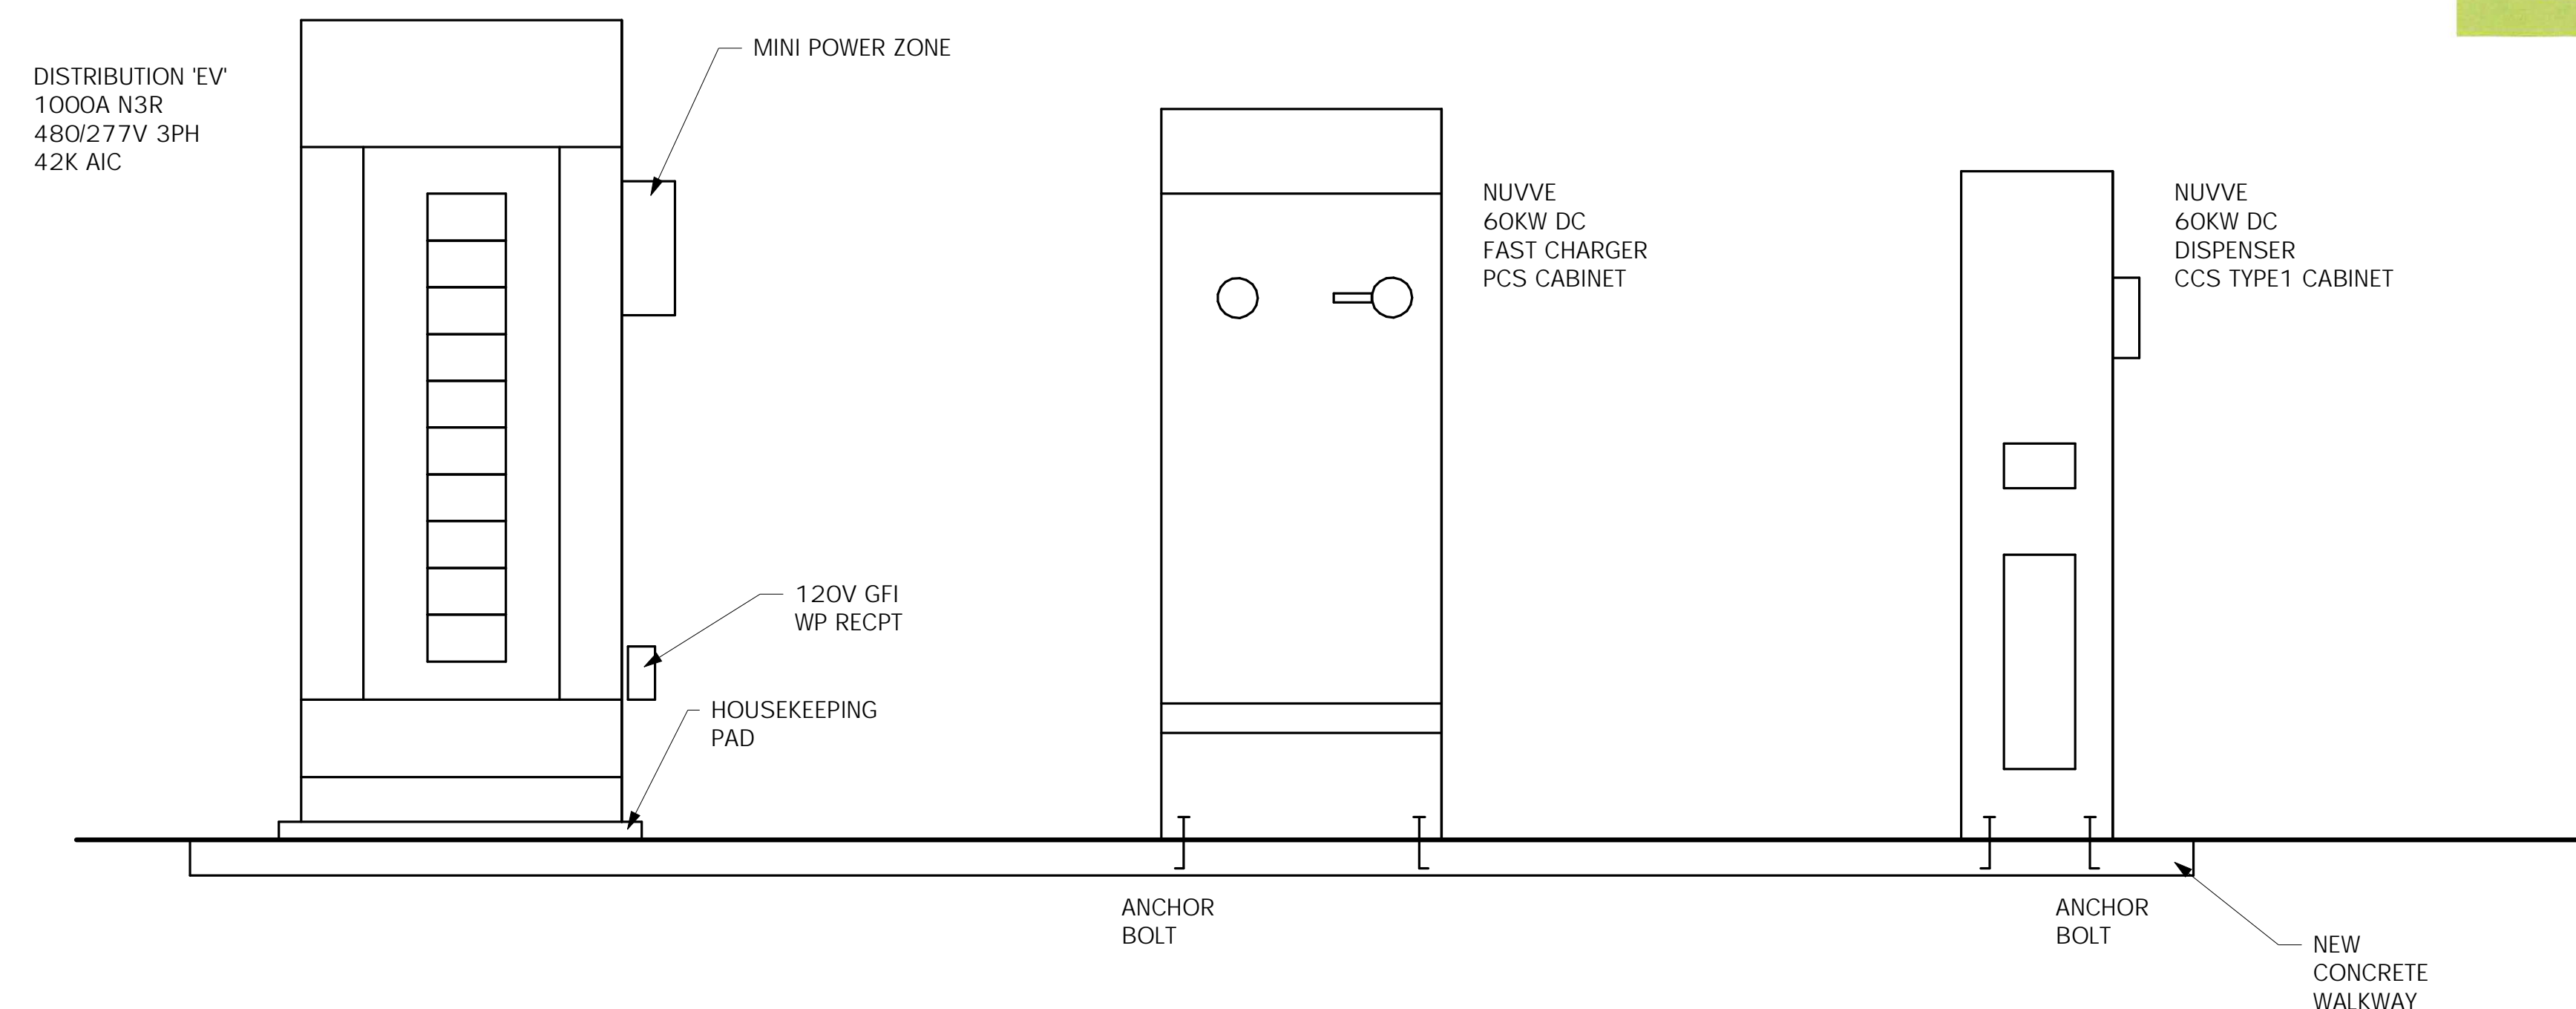 MINI POWER ZONE
DISTRIBUTION 'EV'
1000A N3R
480/277V 3PH
42K AIC
NUVVE
60KW DC
FAST CHARGER
PCS CABINET
NUVVE
60KW DC
DISPENSER
CCS TYPE1 CABINET
120V GFI
WP RECPT
HOUSEKEEPING
PAD
ANCHOR
BOLT
ANCHOR
BOLT
NEW
CONCRETE
WALKWAY